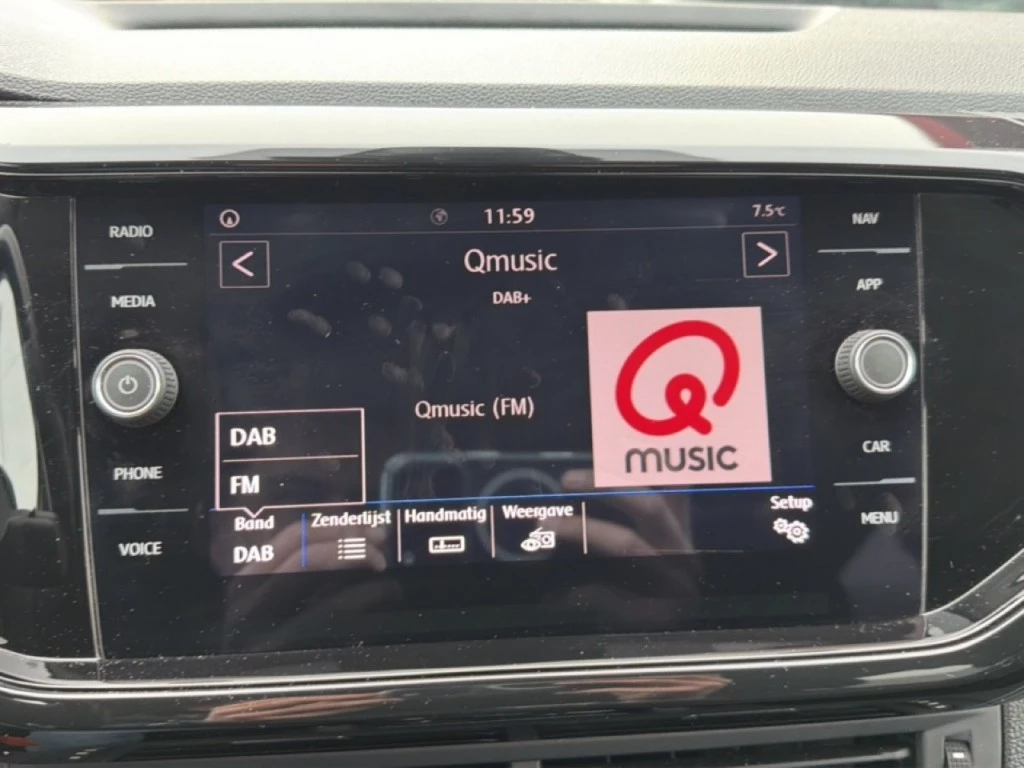 RADIO
MEDIA
PHONE
VOICE
11:59
7.5°C
<
Qmusic
>
DAB+
Qmusic (FM)
Q
MUSIC
DAB
FM
Band
DAB
Zenderlijst
Handmatig
Weergave
Setup
NAV
APP
CAR
MENU